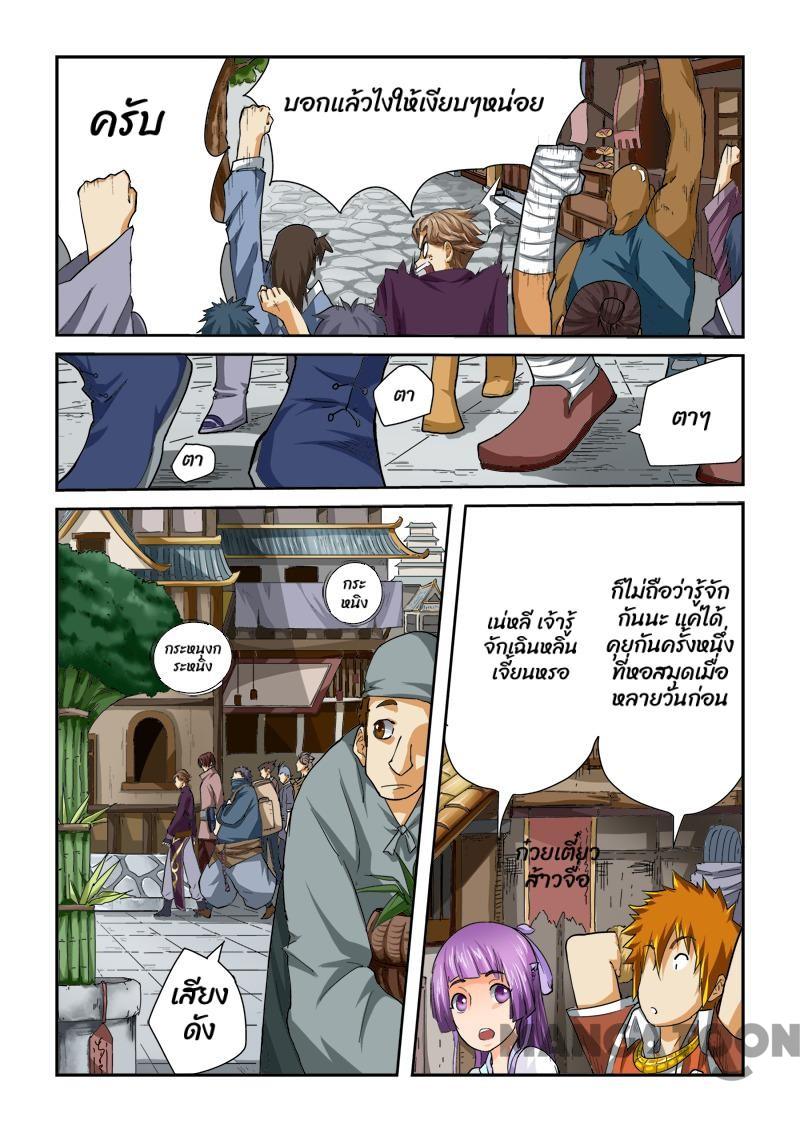 ครับ
บอกแล้วไงให้เงียบๆหน่อย
ตา
ตา
ตาๆ
กระ
หนิง
กระหนุงก
ระหนิง
เสียง
ดัง
เน่หลี เจ้ารู้
จักเฉินหลิน
เจี้ยนหรอ
ก็ไม่ถือว่ารู้จัก
กันนะ แค่ได้
คุยกันครั้งหนึ่ง
ที่หอสมุดเมื่อ
หลายวันก่อน
ก๋วยเตี๋ยว
ส้าวจื่อ
MANGATOON